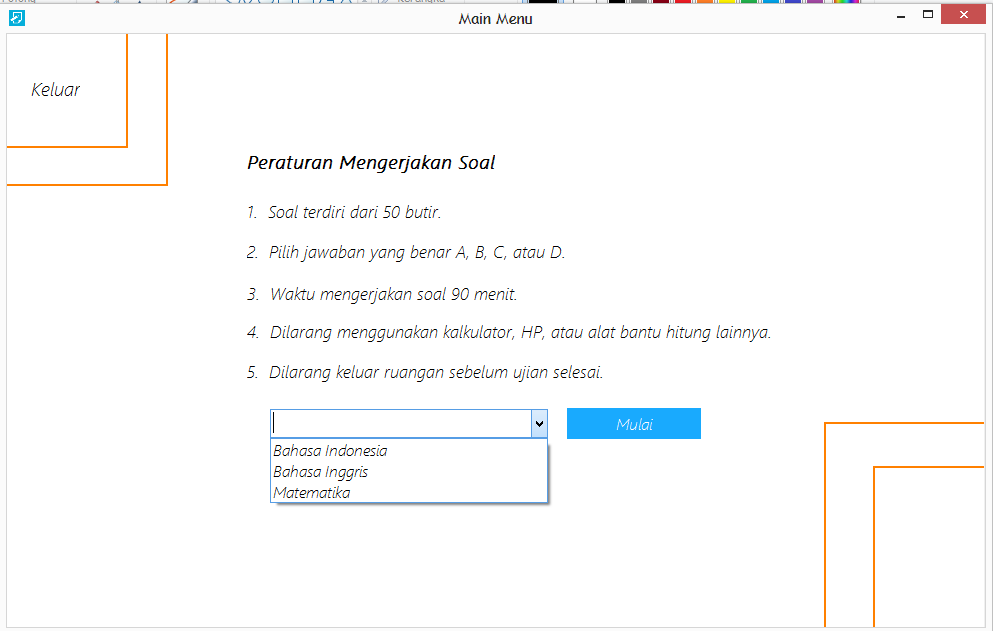 Main Menu
Keluar
Peraturan Mengerjakan Soal
1. Soal terdiri dari 50 butir.
2. Pilih jawaban yang benar A, B, C, atau D.
3. Waktu mengerjakan soal 90 menit.
4. Dilarang menggunakan kalkulator, HP, atau alat bantu hitung lainnya.
5. Dilarang keluar ruangan sebelum ujian selesai.
Mulai
Bahasa Indonesia
Bahasa Inggris
Matematika